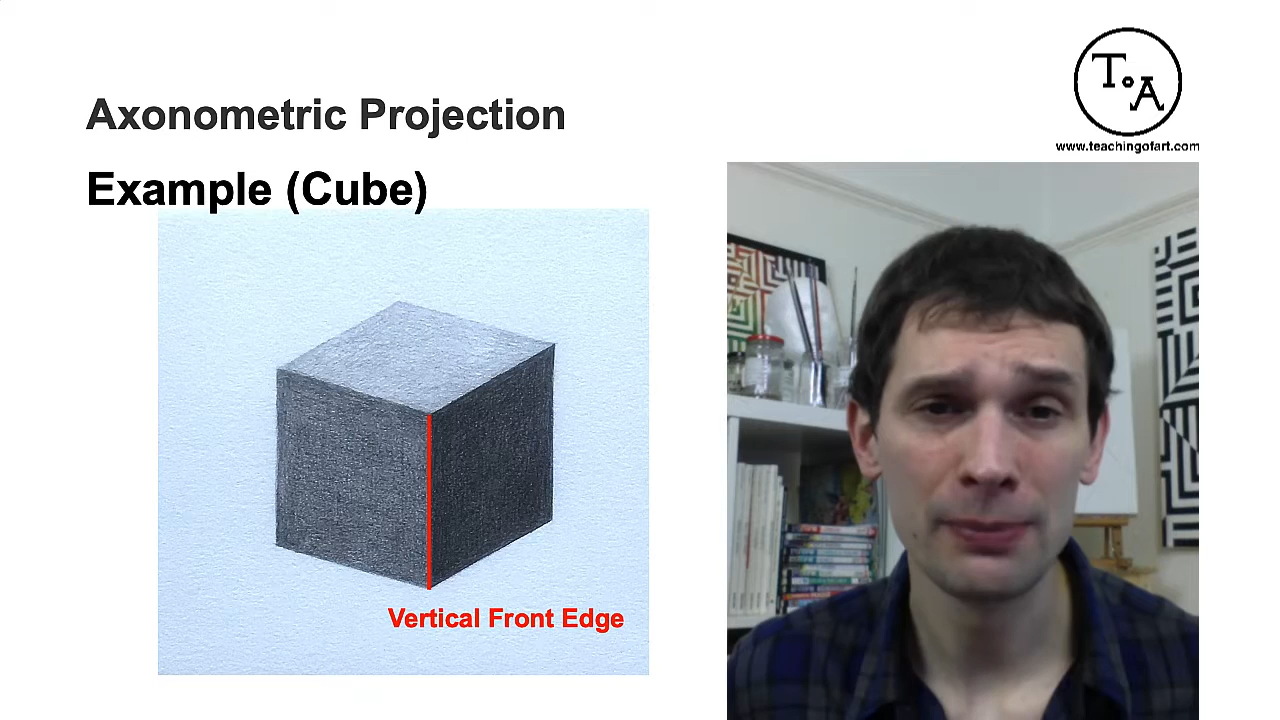 Axonometric Projection
Example (Cube)
Vertical Front Edge
T.A
www.teachingofart.com